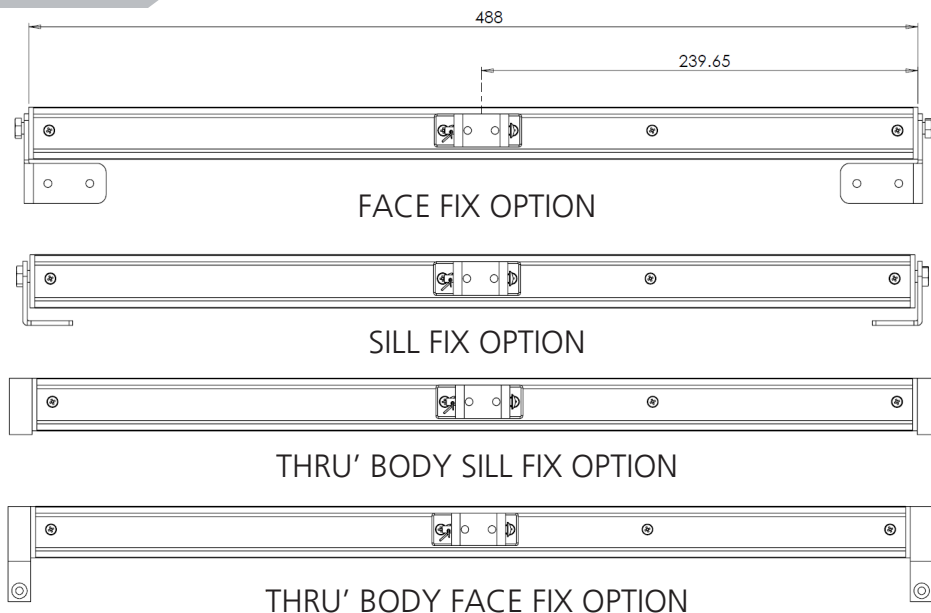 488
239.65
FACE FIX OPTION
SILL FIX OPTION
THRU’ BODY SILL FIX OPTION
THRU’ BODY FACE FIX OPTION